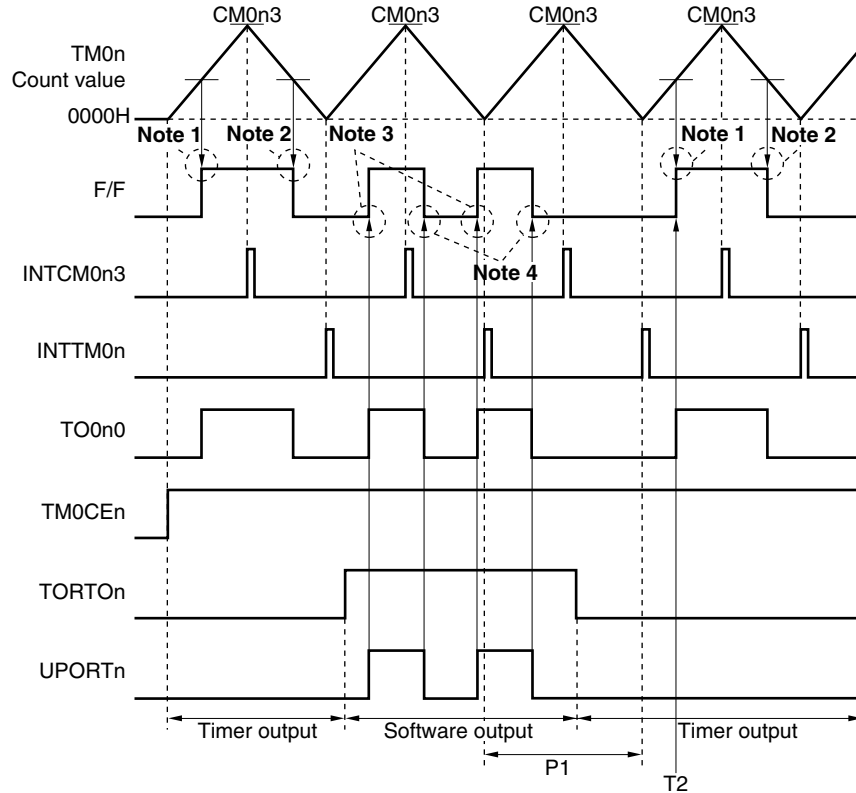 CM0n3 CM0n3 CM0n3 CM0n3
TM0n
Count value
0000H
Note 1 Note 2 Note 3 Note 1 Note 2
F/F
Note 4
INTCM0n3
INTTM0n
TO0n0
TM0CEn
TORTOn
UPORTn
Timer output Software output Timer output
P1
T2